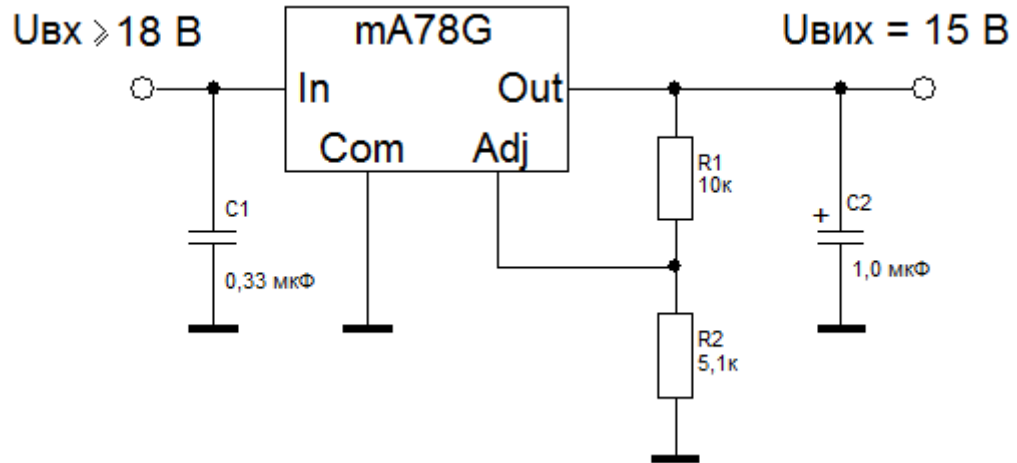 Uвх ⩾ 18 В
mA78G
Uвих = 15 В
In
Out
Com
Adj
R1
10к
C1
0,33 мкФ
+
C2
1,0 мкФ
R2
5,1к